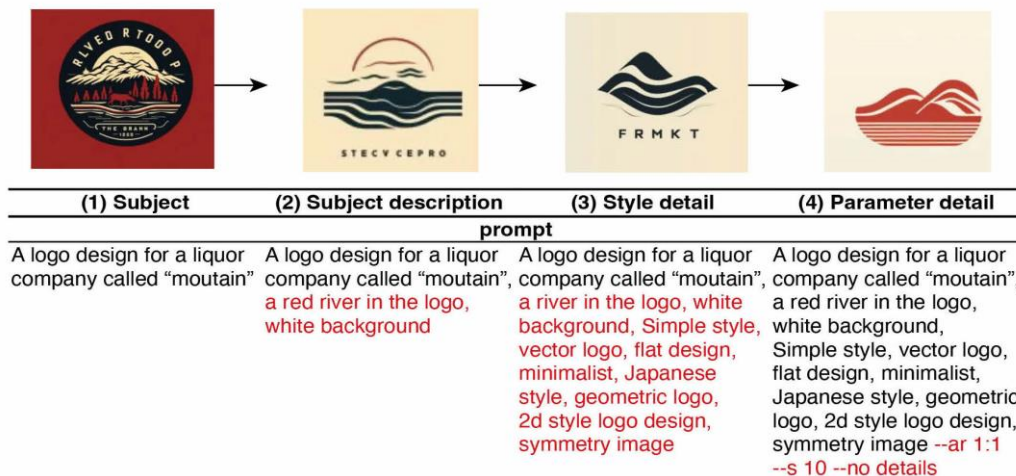 RLVEO R TOOO P
THE BRANN
1888
STECV CEPRO
FRMKT
(1) Subject
(2) Subject description
(3) Style detail
(4) Parameter detail
prompt
A logo design for a liquor
company called “moutain”
A logo design for a liquor
company called “moutain”,
a red river in the logo,
white background
A logo design for a liquor
company called “moutain”,
a river in the logo, white
background, Simple style,
vector logo, flat design,
minimalist, Japanese
style, geometric logo,
2d style logo design,
symmetry image
A logo design for a liquor
company called “moutain”,
a red river in the logo,
white background,
Simple style, vector logo,
flat design, minimalist,
Japanese style, geometric
logo, 2d style logo design,
symmetry image --ar 1:1
--s 10 --no details